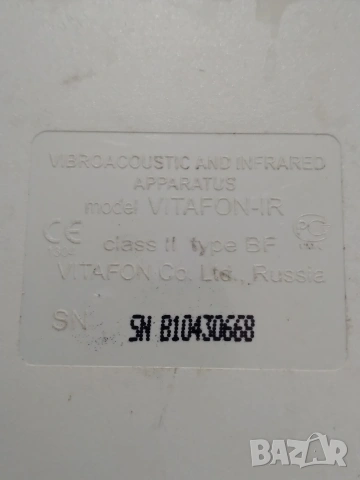 VIBROACOUSTIC AND INFRARED
APPARATUS
model VITAFON-IR
CE
class II type BF
VITAFON Co. Ltd., Russia
SN
SN B10430668
BAZAR